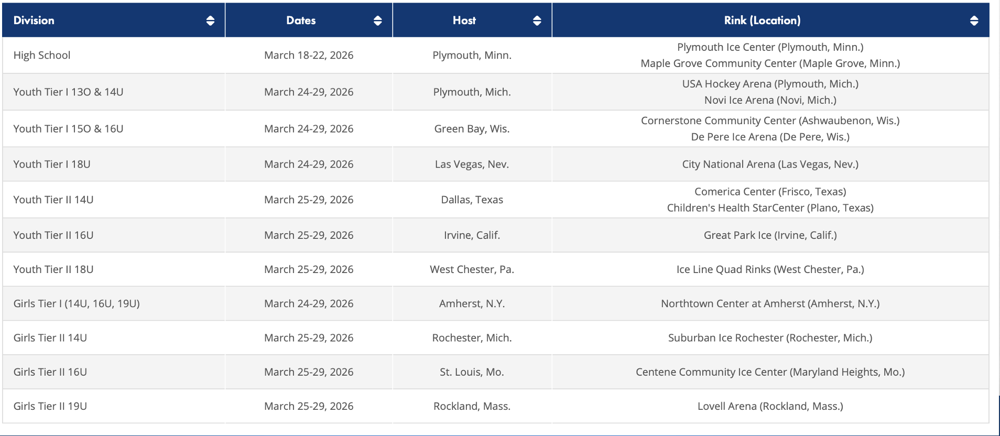 Division Dates Host Rink (Location)
High School March 18-22, 2026 Plymouth, Minn. Plymouth Ice Center (Plymouth, Minn.)
Maple Grove Community Center (Maple Grove, Minn.)
Youth Tier I 13O & 14U March 24-29, 2026 Plymouth, Mich. USA Hockey Arena (Plymouth, Mich.)
Novi Ice Arena (Novi, Mich.)
Youth Tier I 15O & 16U March 24-29, 2026 Green Bay, Wis. Cornerstone Community Center (Ashwaubenon, Wis.)
De Pere Ice Arena (De Pere, Wis.)
Youth Tier I 18U March 24-29, 2026 Las Vegas, Nev. City National Arena (Las Vegas, Nev.)
Youth Tier II 14U March 25-29, 2026 Dallas, Texas Comerica Center (Frisco, Texas)
Children's Health StarCenter (Plano, Texas)
Youth Tier II 16U March 25-29, 2026 Irvine, Calif. Great Park Ice (Irvine, Calif.)
Youth Tier II 18U March 25-29, 2026 West Chester, Pa. Ice Line Quad Rinks (West Chester, Pa.)
Girls Tier I (14U, 16U, 19U) March 24-29, 2026 Amherst, N.Y. Northtown Center at Amherst (Amherst, N.Y.)
Girls Tier II 14U March 25-29, 2026 Rochester, Mich. Suburban Ice Rochester (Rochester, Mich.)
Girls Tier II 16U March 25-29, 2026 St. Louis, Mo. Centene Community Ice Center (Maryland Heights, Mo.)
Girls Tier II 19U March 25-29, 2026 Rockland, Mass. Lovell Arena (Rockland, Mass.)